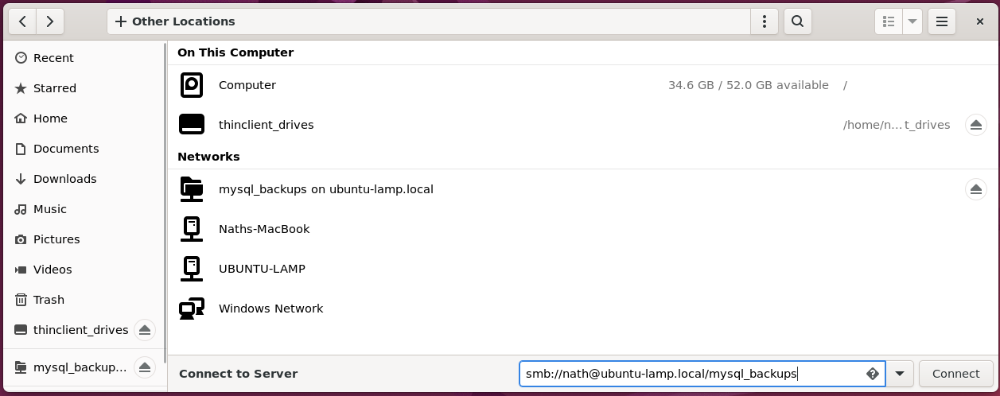 Other Locations
Recent
Starred
Home
Documents
Downloads
Music
Pictures
Videos
Trash
thinclient_drives
mysql_backup...
On This Computer
Computer 34.6 GB / 52.0 GB available /
thinclient_drives /home/n...t_drives
Networks
mysql_backups on ubuntu-lamp.local
Naths-MacBook
UBUNTU-LAMP
Windows Network
Connect to Server smb://nath@ubuntu-lamp.local/mysql_backups Connect